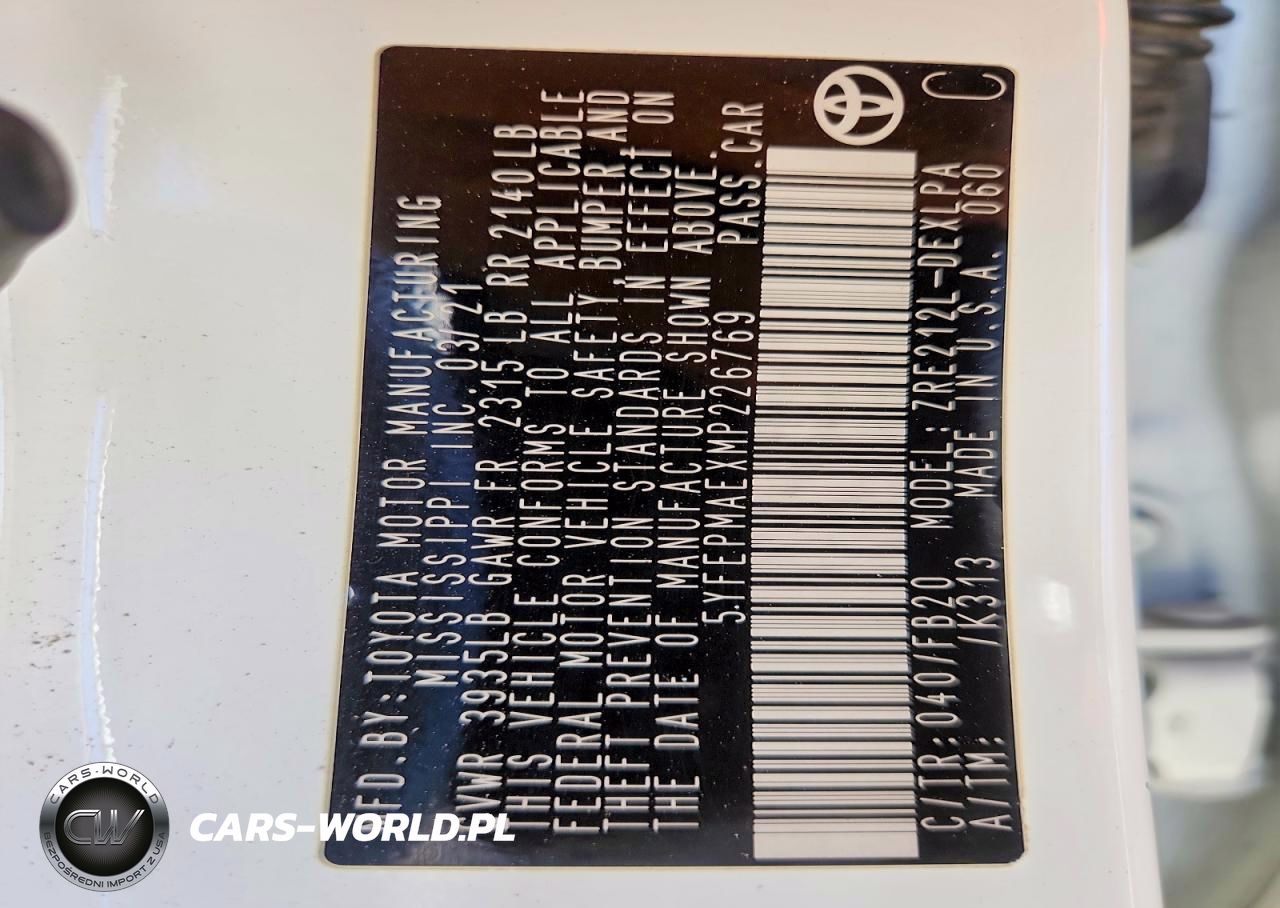 MFD.BY:TOYOTA MOTOR MANUFACTURING
MISSISSIPPI INC. 03/21
GVWR 3935LB GAWR FR 2315 LB RR 2140LB
THIS VEHICLE CONFORMS TO ALL APPLICABLE
FEDERAL MOTOR VEHICLE SAFETY BUMPER AND
THEFT PREVENTION STANDARDS IN EFFECT ON
THE DATE OF MANUFACTURE SHOWN ABOVE.
5YFEPMAEXMP226769 PASS.CAR
C/TR:040/FB20 MODEL:ZRE212L-DEXLPA C
A/TM: /K313 MADE IN U.S.A. 060
CARS-WORLD
CW
BEZPOŚREDNI IMPORT Z USA
CARS-WORLD.PL